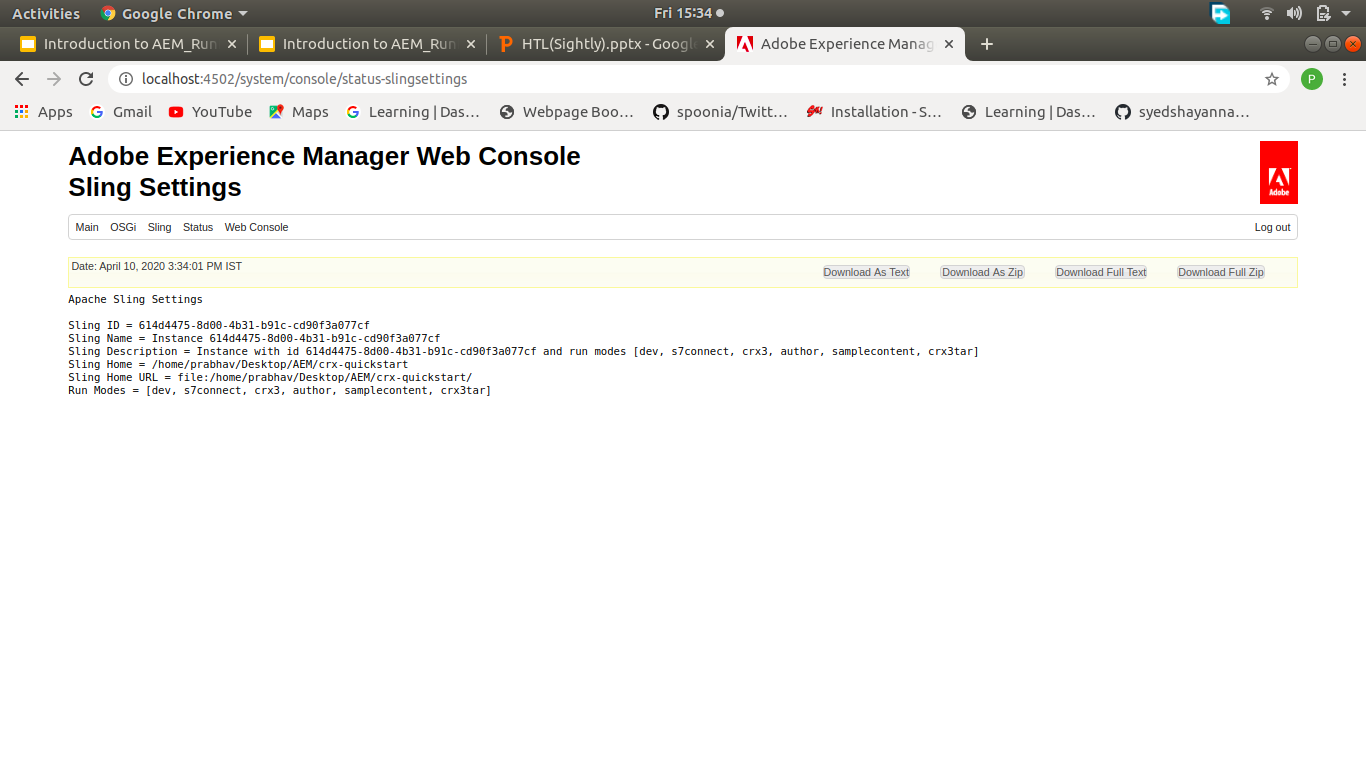 Activities Google Chrome Fri 15:34
Introduction to AEM_Run Introduction to AEM_Run HTL(Sightly).pptx - Googl Adobe Experience Manag
localhost:4502/system/console/status-slingsettings P
Apps Gmail YouTube Maps Learning | Das… Webpage Boo… spoonia/Twitt… Installation - S… Learning | Das… syedshayanna…
Adobe Experience Manager Web Console
Sling Settings
Adobe
Main OSGi Sling Status Web Console Log out
Date: April 10, 2020 3:34:01 PM IST Download As Text Download As Zip Download Full Text Download Full Zip
Apache Sling Settings
Sling ID = 614d4475-8d00-4b31-b91c-cd90f3a077cf
Sling Name = Instance 614d4475-8d00-4b31-b91c-cd90f3a077cf
Sling Description = Instance with id 614d4475-8d00-4b31-b91c-cd90f3a077cf and run modes [dev, s7connect, crx3, author, samplecontent, crx3tar]
Sling Home = /home/prabhav/Desktop/AEM/crx-quickstart
Sling Home URL = file:/home/prabhav/Desktop/AEM/crx-quickstart/
Run Modes = [dev, s7connect, crx3, author, samplecontent, crx3tar]